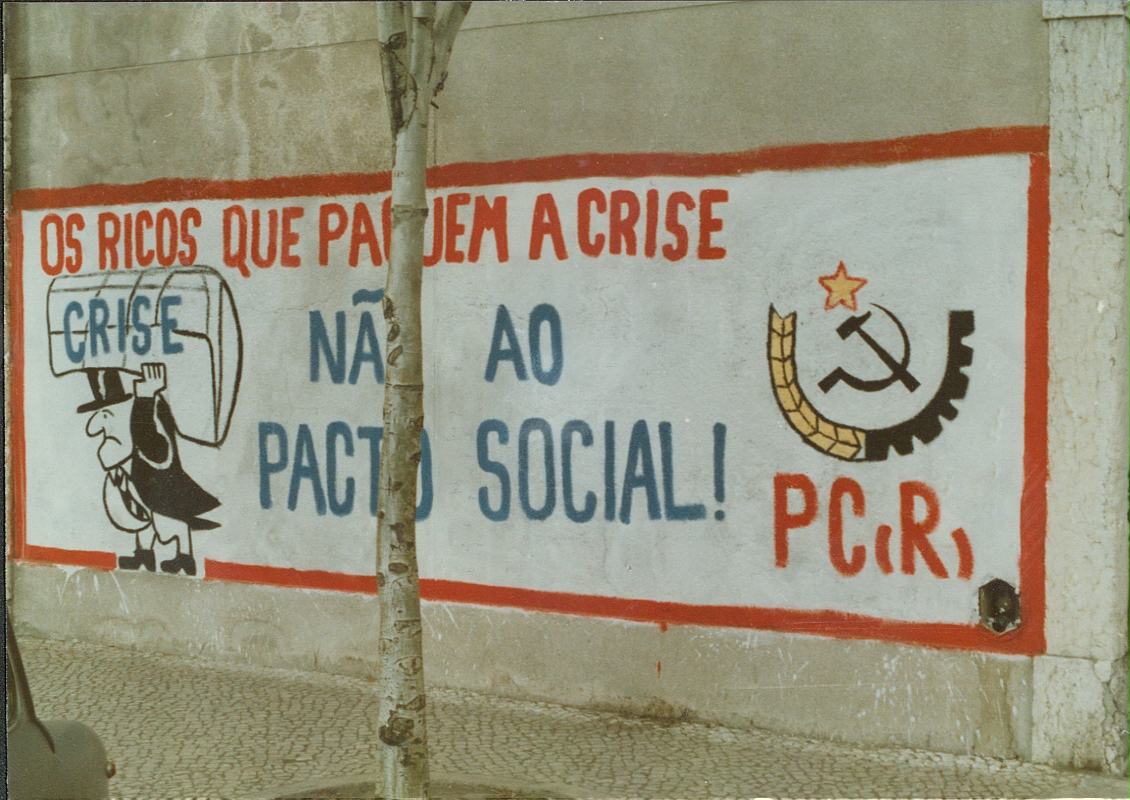 OS RICOS QUE PAGUEM A CRISE
CRISE
NÃO AO
PACTO SOCIAL!
PC(R)